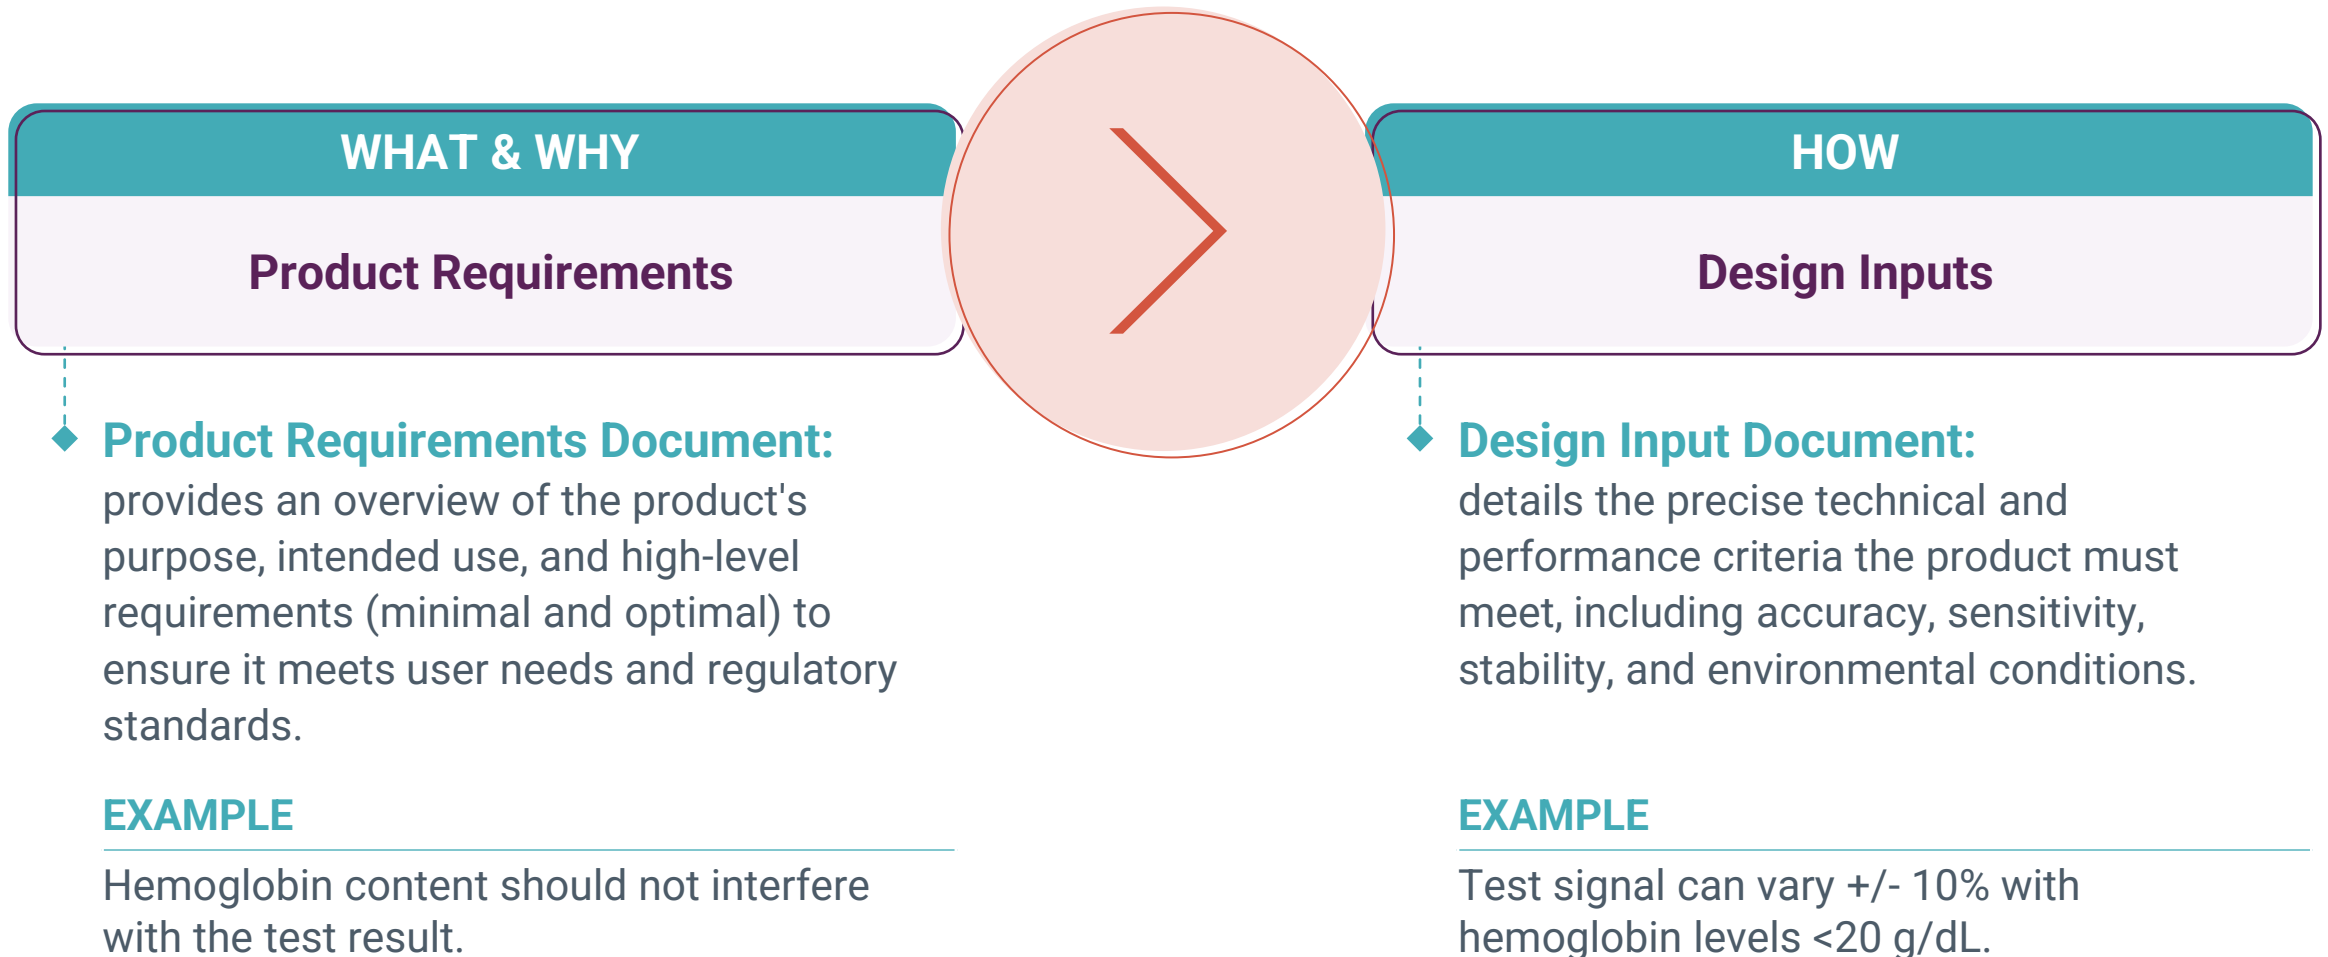 WHAT & WHY
Product Requirements
Product Requirements Document:
provides an overview of the product's
purpose, intended use, and high-level
requirements (minimal and optimal) to
ensure it meets user needs and regulatory
standards.
EXAMPLE
Hemoglobin content should not interfere
with the test result.
HOW
Design Inputs
Design Input Document:
details the precise technical and
performance criteria the product must
meet, including accuracy, sensitivity,
stability, and environmental conditions.
EXAMPLE
Test signal can vary +/- 10% with
hemoglobin levels <20 g/dL.